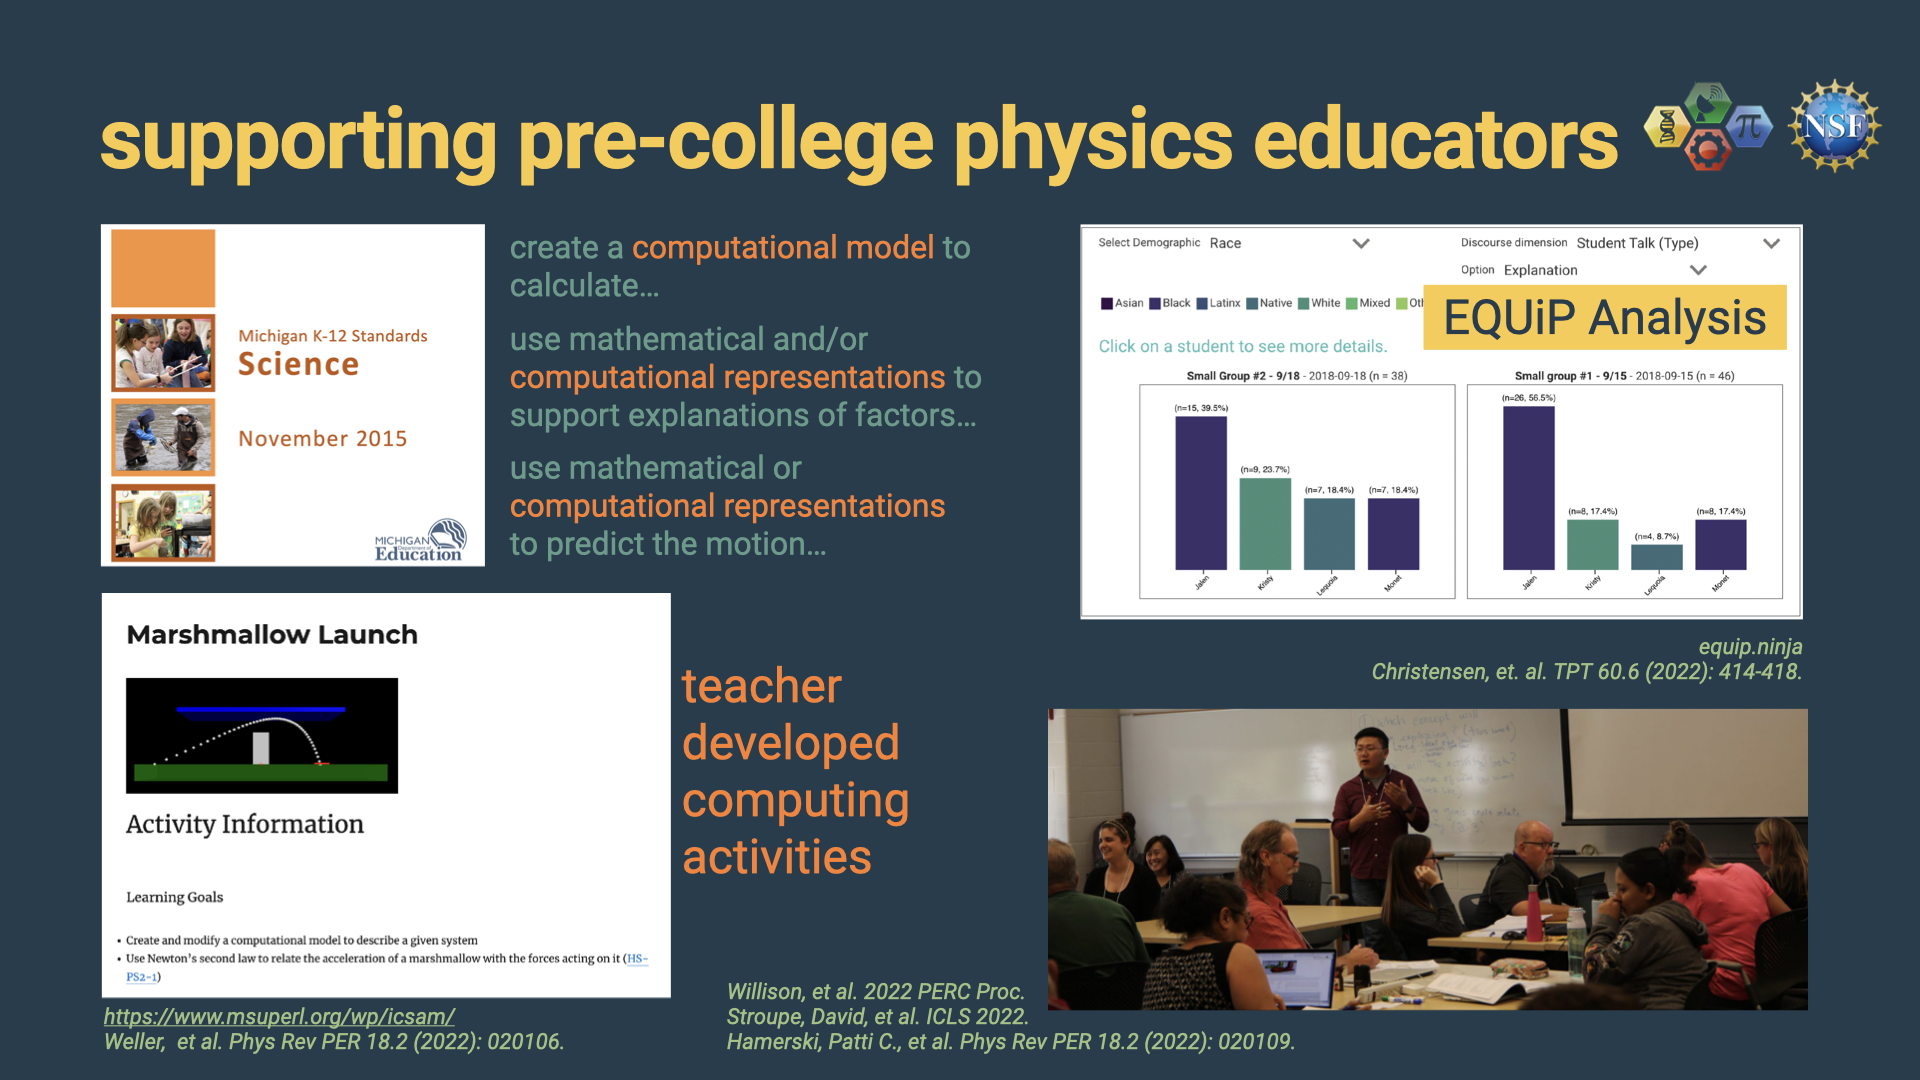 supporting pre-college physics educators
NSF
Michigan K-12 Standards
Science
November 2015
MICHIGAN
Department of
Education
create a computational model to
calculate…
use mathematical and/or
computational representations to
support explanations of factors…
use mathematical or
computational representations
to predict the motion…
Select Demographic Race
Discourse dimension Student Talk (Type)
Option Explanation
Asian Black Latinx Native White Mixed Oth
EQUiP Analysis
Click on a student to see more details.
Small Group #2 - 9/18 - 2018-09-18 (n = 38)
(n=15, 39.5%)
(n=9, 23.7%)
(n=7, 18.4%)
(n=7, 18.4%)
Jalen
Kristy
Lequoia
Monet
Small group #1 - 9/15 - 2018-09-15 (n = 46)
(n=26, 56.5%)
(n=8, 17.4%)
(n=4, 8.7%)
(n=8, 17.4%)
Jalen
Kristy
Lequoia
Monet
equip.ninja
Christensen, et. al. TPT 60.6 (2022): 414-418.
Marshmallow Launch
Activity Information
Learning Goals
• Create and modify a computational model to describe a given system
• Use Newton's second law to relate the acceleration of a marshmallow with the forces acting on it (HS-
PS2-1)
teacher
developed
computing
activities
https://www.msuperl.org/wp/icsam/
Weller, et al. Phys Rev PER 18.2 (2022): 020106.
Willison, et al. 2022 PERC Proc.
Stroupe, David, et al. ICLS 2022.
Hamerski, Patti C., et al. Phys Rev PER 18.2 (2022): 020109.